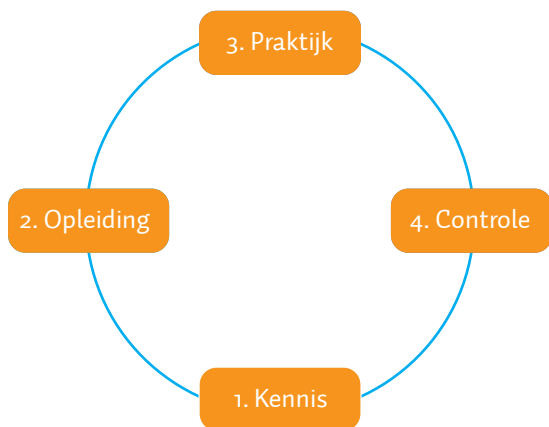 3. Praktijk
2. Opleiding
4. Controle
1. Kennis